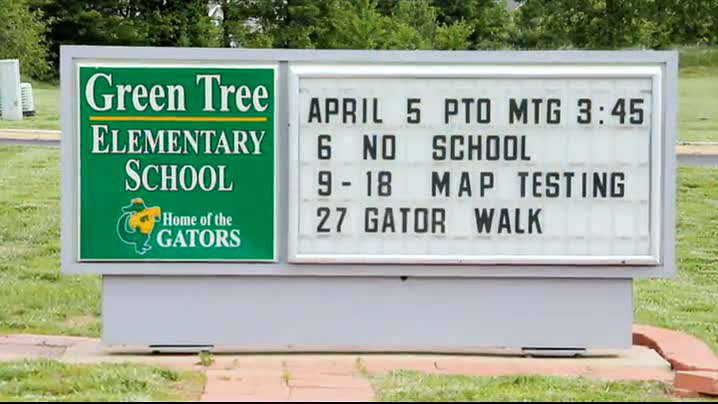 Green Tree
ELEMENTARY
SCHOOL
Home of the
GATORS
APRIL 5 PTO MTG 3:45
6 NO SCHOOL
9-18 MAP TESTING
27 GATOR WALK